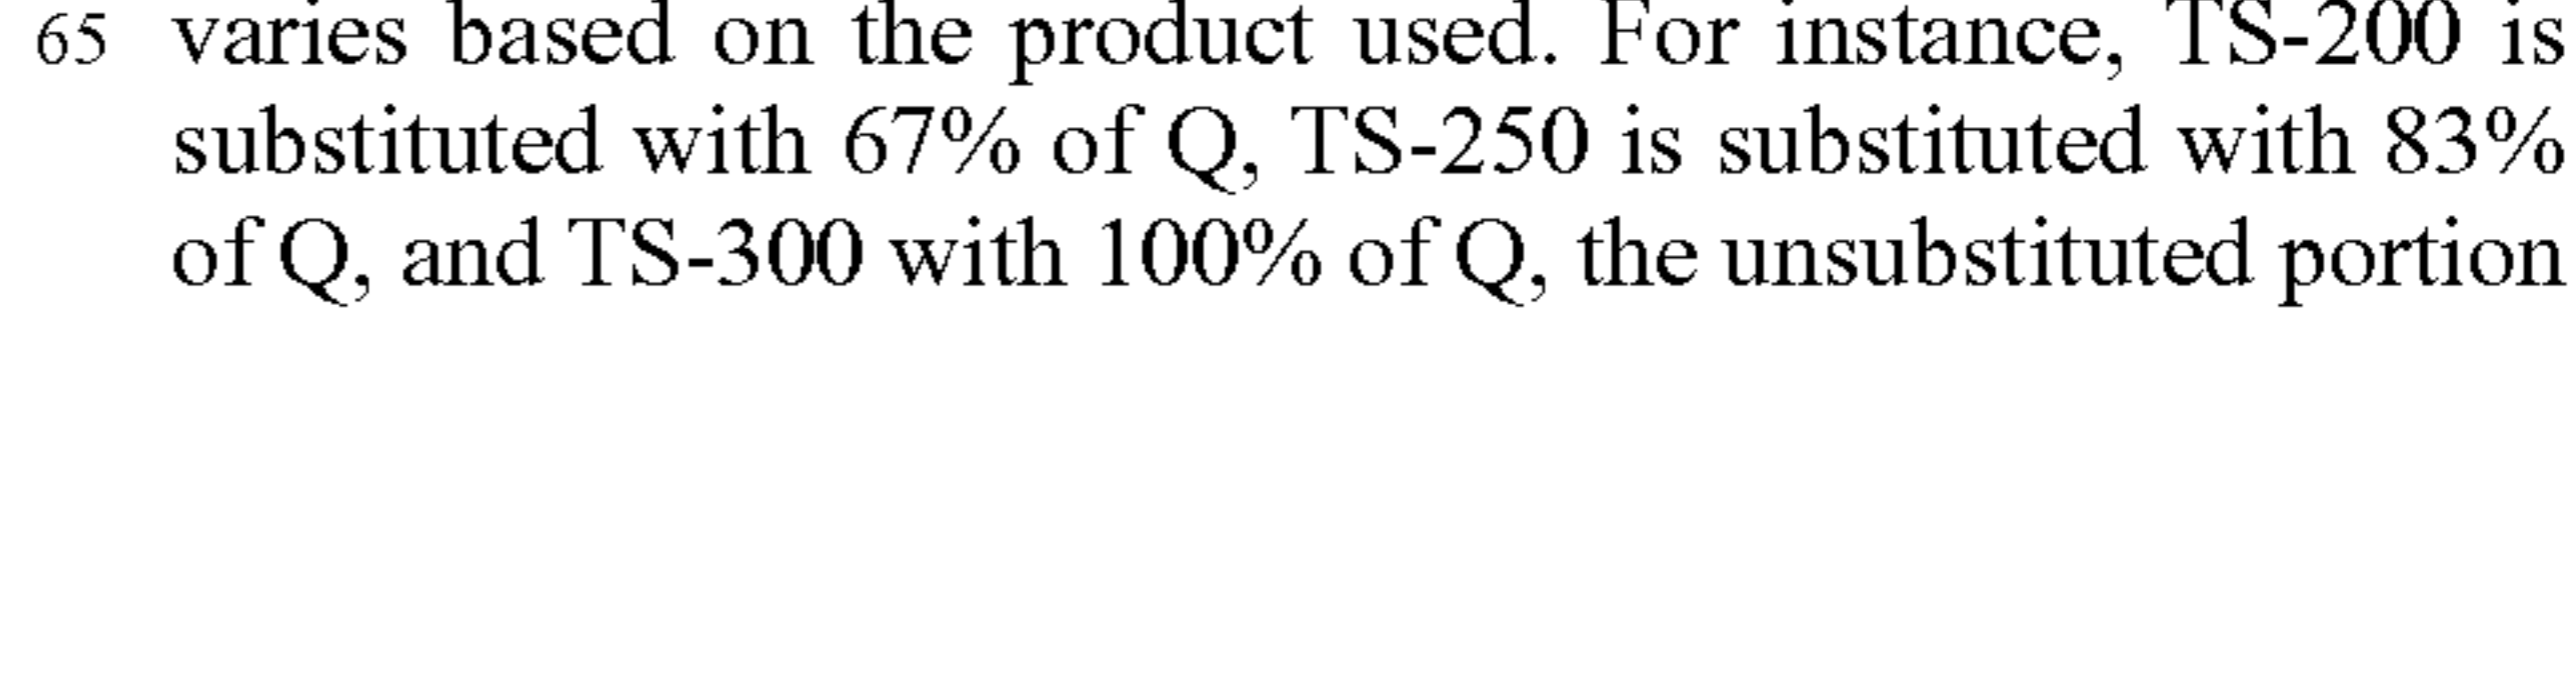 65 varies based on the product used. For instance, TS-200 is
substituted with 67% of Q, TS-250 is substituted with 83%
of Q, and TS-300 with 100% of Q, the unsubstituted portion